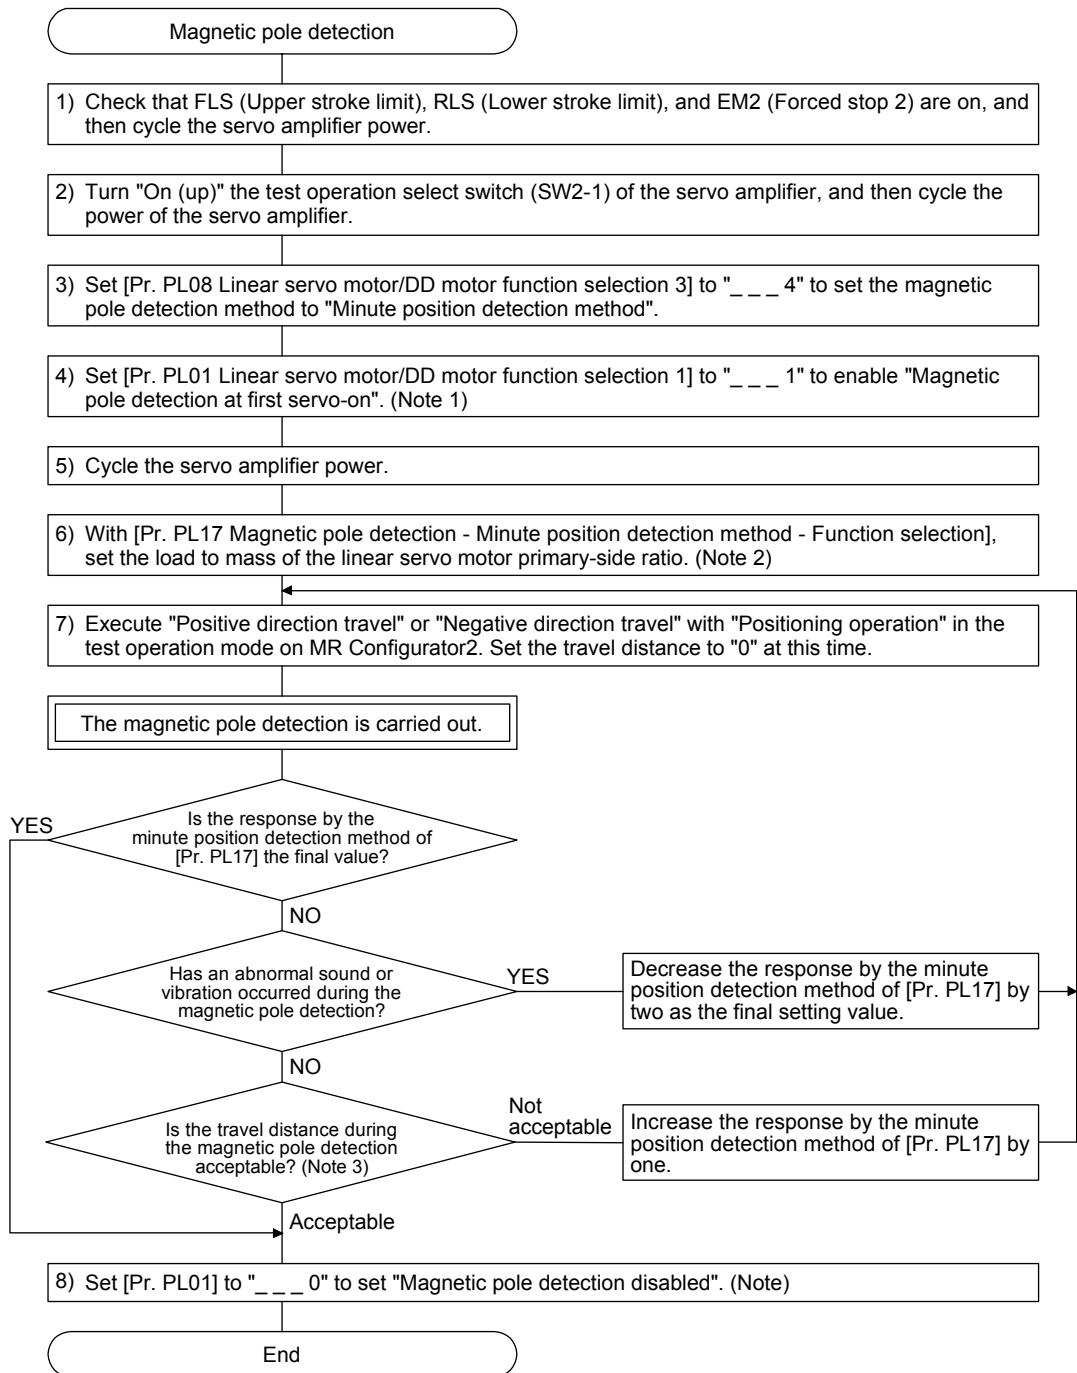 Magnetic pole detection
1) Check that FLS (Upper stroke limit), RLS (Lower stroke limit), and EM2 (Forced stop 2) are on, and
then cycle the servo amplifier power.
2) Turn "On (up)" the test operation select switch (SW2-1) of the servo amplifier, and then cycle the
power of the servo amplifier.
3) Set [Pr. PL08 Linear servo motor/DD motor function selection 3] to "_ _ _ 4" to set the magnetic
pole detection method to "Minute position detection method".
4) Set [Pr. PL01 Linear servo motor/DD motor function selection 1] to "_ _ _ 1" to enable "Magnetic
pole detection at first servo-on". (Note 1)
5) Cycle the servo amplifier power.
6) With [Pr. PL17 Magnetic pole detection - Minute position detection method - Function selection],
set the load to mass of the linear servo motor primary-side ratio. (Note 2)
7) Execute "Positive direction travel" or "Negative direction travel" with "Positioning operation" in the
test operation mode on MR Configurator2. Set the travel distance to "0" at this time.
The magnetic pole detection is carried out.
YES
Is the response by the
minute position detection method of
[Pr. PL17] the final value?
NO
Has an abnormal sound or
vibration occurred during the
magnetic pole detection?
YES
Decrease the response by the minute
position detection method of [Pr. PL17] by
two as the final setting value.
NO
Is the travel distance during
the magnetic pole detection
acceptable? (Note 3)
Not
acceptable
Increase the response by the minute
position detection method of [Pr. PL17] by
one.
Acceptable
8) Set [Pr. PL01] to "_ _ _ 0" to set "Magnetic pole detection disabled". (Note)
End